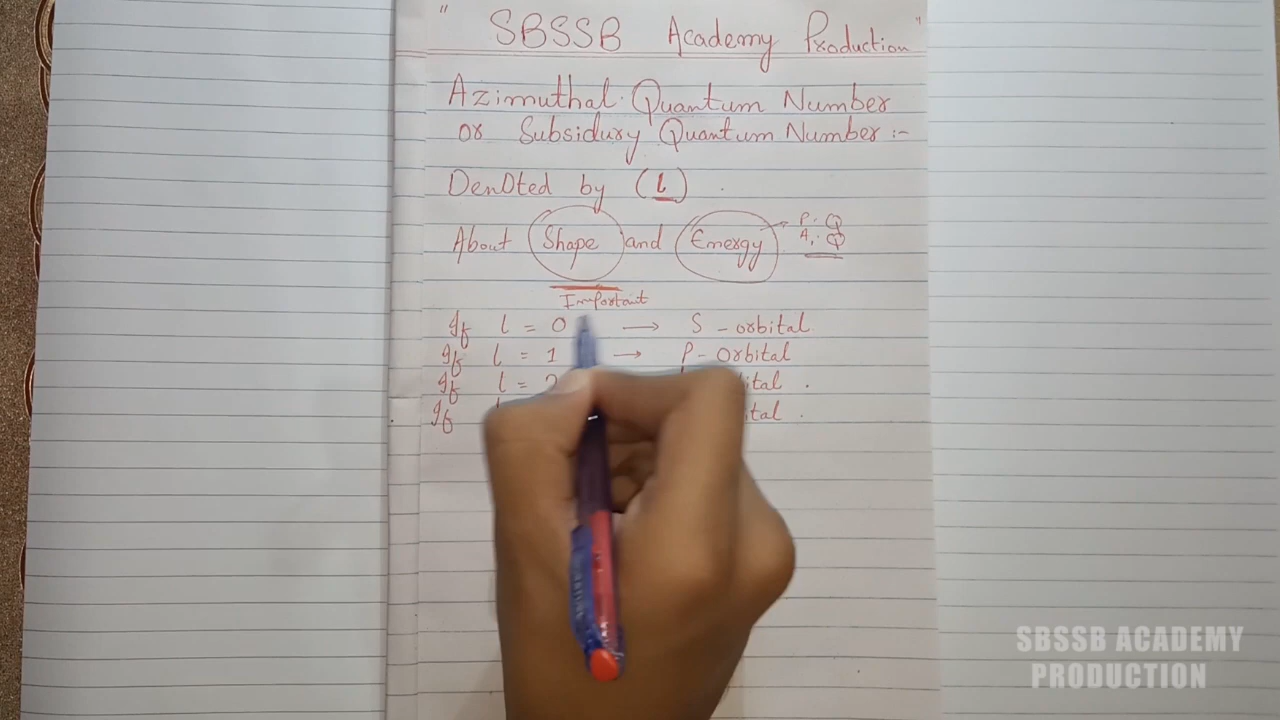 " SBSSB Academy Production "
Azimuthal Quantum Number
or Subsidury Quantum Number :-
Denoted by (l) .
About Shape and Energy
P. Q
A. Q
Important
If l = 0 → S - orbital
If l = 1 → P - Orbital
If l = 2
If
SBSSB ACADEMY
PRODUCTION